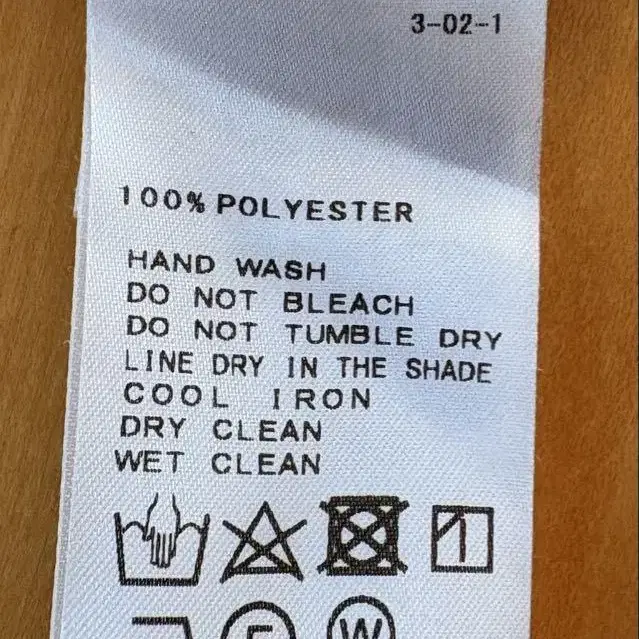 3-02-1
100% POLYESTER
HAND WASH
DO NOT BLEACH
DO NOT TUMBLE DRY
LINE DRY IN THE SHADE
COOL IRON
DRY CLEAN
WET CLEAN
W